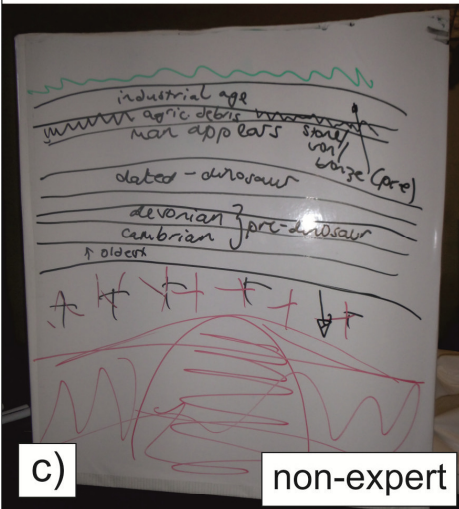 industrial age
agric debris
man appears stone/
iron/
bronze (pre)
dated - dinosaur
devonian } pre-dinosaur
cambrian
↑ oldest
c)
non-expert